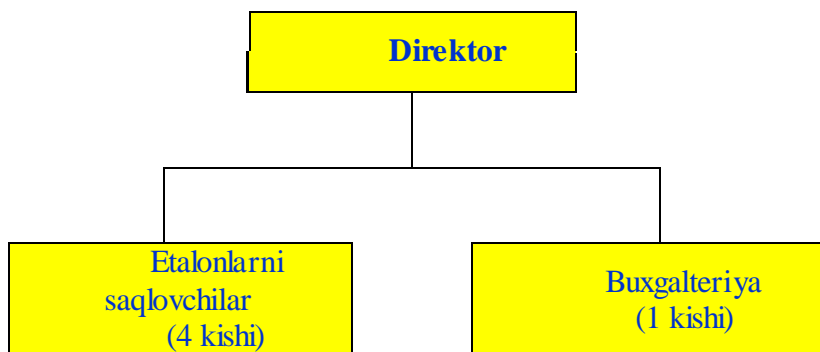 Direktor
Etalonlarni
saqlovchilar
(4 kishi)
Buxgalteriya
(1 kishi)